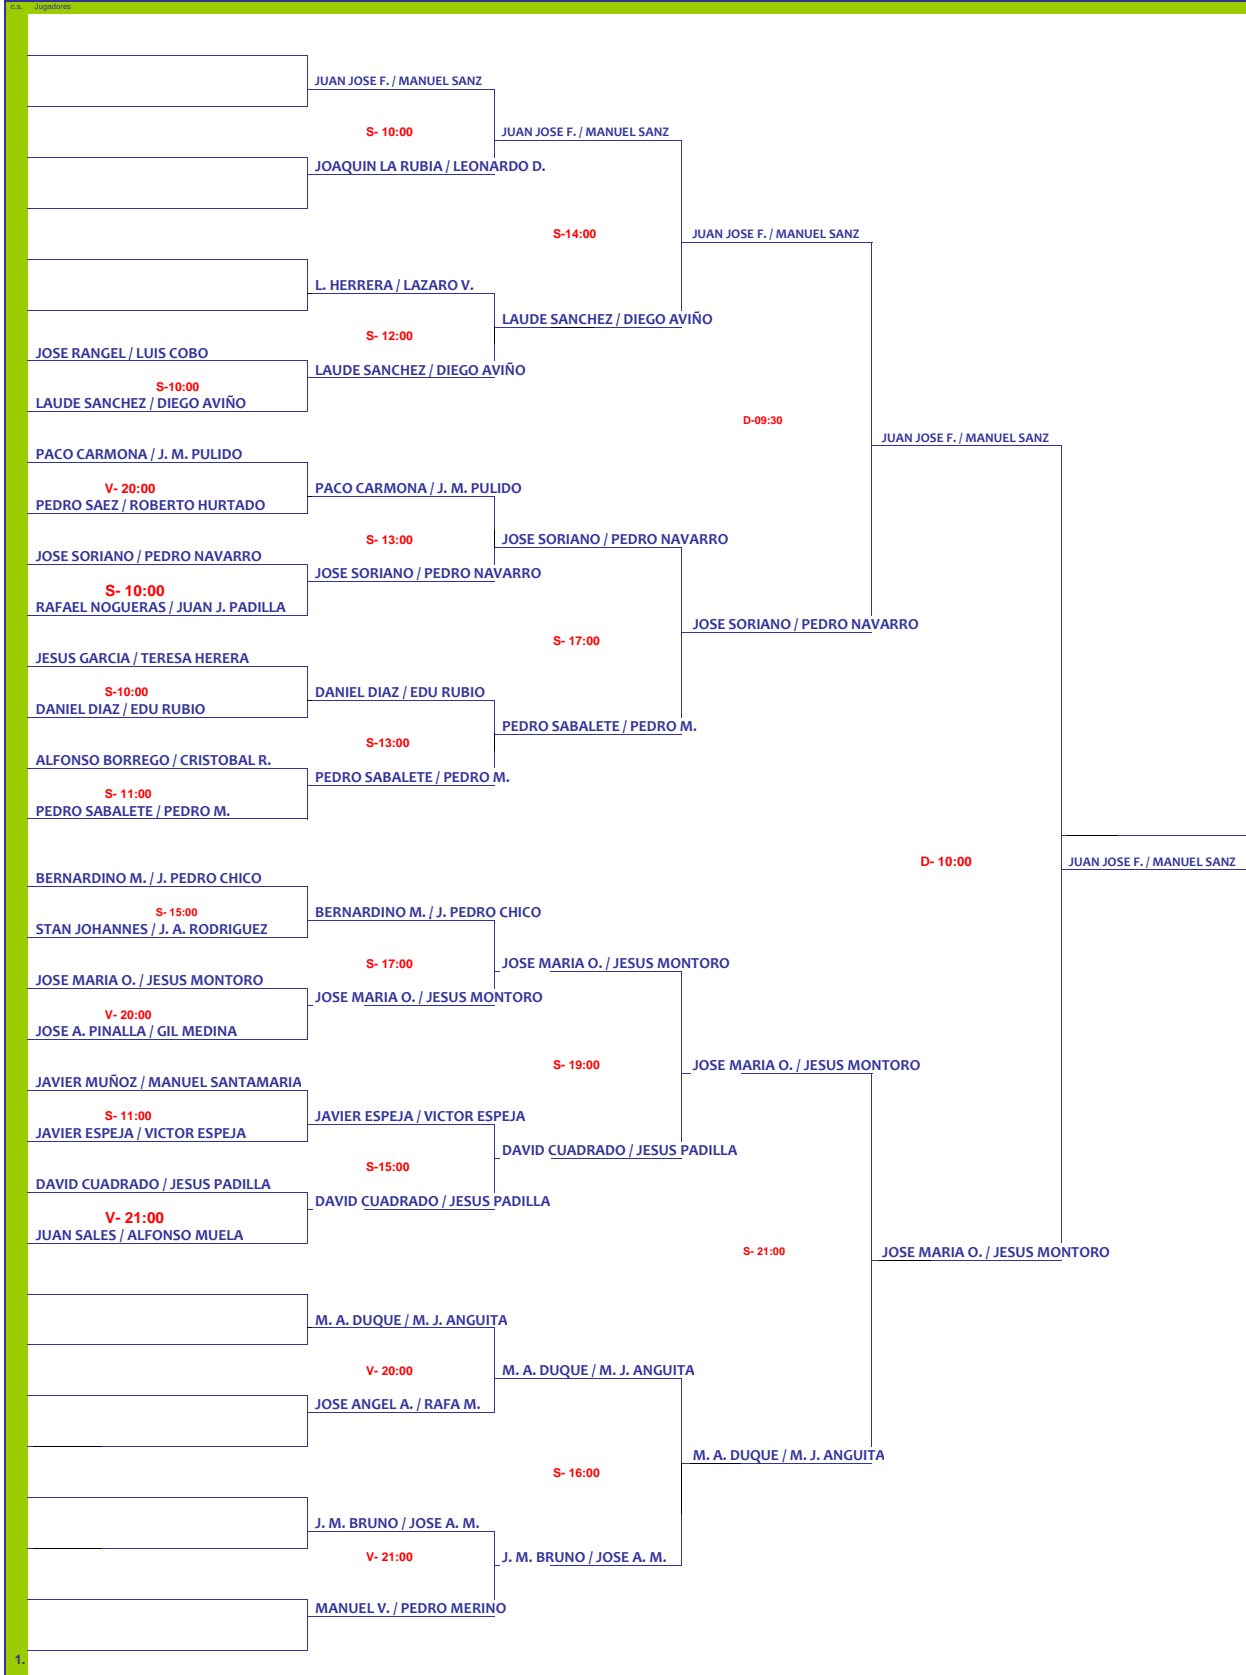 c.s. Jugadores
JUAN JOSE F. / MANUEL SANZ
S- 10:00 JUAN JOSE F. / MANUEL SANZ
JOAQUIN LA RUBIA / LEONARDO D.
S-14:00 JUAN JOSE F. / MANUEL SANZ
L. HERRERA / LAZARO V.
LAUDE SANCHEZ / DIEGO AVIÑO
S- 12:00
JOSE RANGEL / LUIS COBO
LAUDE SANCHEZ / DIEGO AVIÑO
S-10:00
LAUDE SANCHEZ / DIEGO AVIÑO
D-09:30
JUAN JOSE F. / MANUEL SANZ
PACO CARMONA / J. M. PULIDO
V- 20:00 PACO CARMONA / J. M. PULIDO
PEDRO SAEZ / ROBERTO HURTADO
S- 13:00 JOSE SORIANO / PEDRO NAVARRO
JOSE SORIANO / PEDRO NAVARRO
JOSE SORIANO / PEDRO NAVARRO
S- 10:00
RAFAEL NOGUERAS / JUAN J. PADILLA
JOSE SORIANO / PEDRO NAVARRO
S- 17:00
JESUS GARCIA / TERESA HERERA
S-10:00 DANIEL DIAZ / EDU RUBIO
DANIEL DIAZ / EDU RUBIO
PEDRO SABALETE / PEDRO M.
S-13:00
ALFONSO BORREGO / CRISTOBAL R.
PEDRO SABALETE / PEDRO M.
S- 11:00
PEDRO SABALETE / PEDRO M.
D- 10:00 JUAN JOSE F. / MANUEL SANZ
BERNARDINO M. / J. PEDRO CHICO
S- 15:00 BERNARDINO M. / J. PEDRO CHICO
STAN JOHANNES / J. A. RODRIGUEZ
S- 17:00 JOSE MARIA O. / JESUS MONTORO
JOSE MARIA O. / JESUS MONTORO
JOSE MARIA O. / JESUS MONTORO
V- 20:00
JOSE A. PINALLA / GIL MEDINA
S- 19:00 JOSE MARIA O. / JESUS MONTORO
JAVIER MUÑOZ / MANUEL SANTAMARIA
S- 11:00 JAVIER ESPEJA / VICTOR ESPEJA
JAVIER ESPEJA / VICTOR ESPEJA
DAVID CUADRADO / JESUS PADILLA
S-15:00
DAVID CUADRADO / JESUS PADILLA
DAVID CUADRADO / JESUS PADILLA
V- 21:00
JUAN SALES / ALFONSO MUELA
S- 21:00 JOSE MARIA O. / JESUS MONTORO
M. A. DUQUE / M. J. ANGUITA
V- 20:00 M. A. DUQUE / M. J. ANGUITA
JOSE ANGEL A. / RAFA M.
M. A. DUQUE / M. J. ANGUITA
S- 16:00
J. M. BRUNO / JOSE A. M.
V- 21:00 J. M. BRUNO / JOSE A. M.
MANUEL V. / PEDRO MERINO
1.